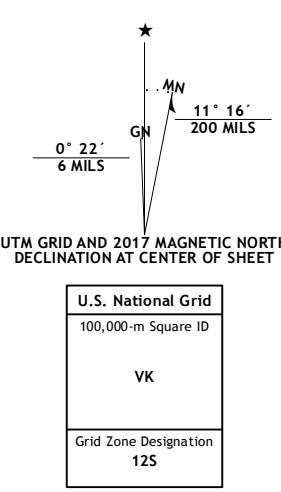 MN
GN
11° 16´
200 MILS
0° 22´
6 MILS
UTM GRID AND 2017 MAGNETIC NORTH
DECLINATION AT CENTER OF SHEET
U.S. National Grid
100,000-m Square ID
VK
Grid Zone Designation
12S